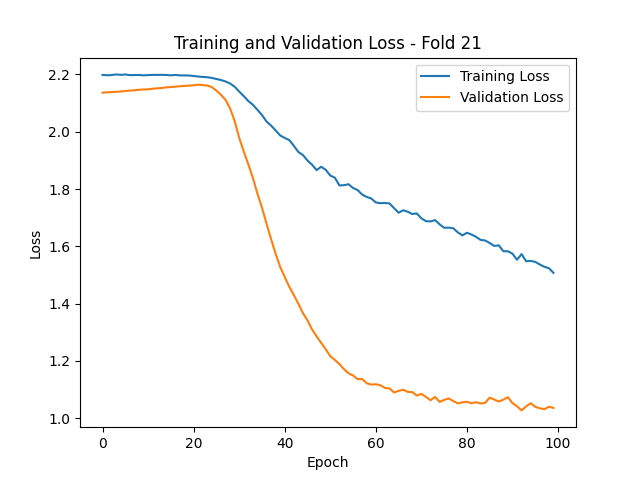 Training and Validation Loss - Fold 21
Training Loss
Validation Loss
2.2
2.0
1.8
1.6
1.4
1.2
1.0
Loss
0 20 40 60 80 100
Epoch